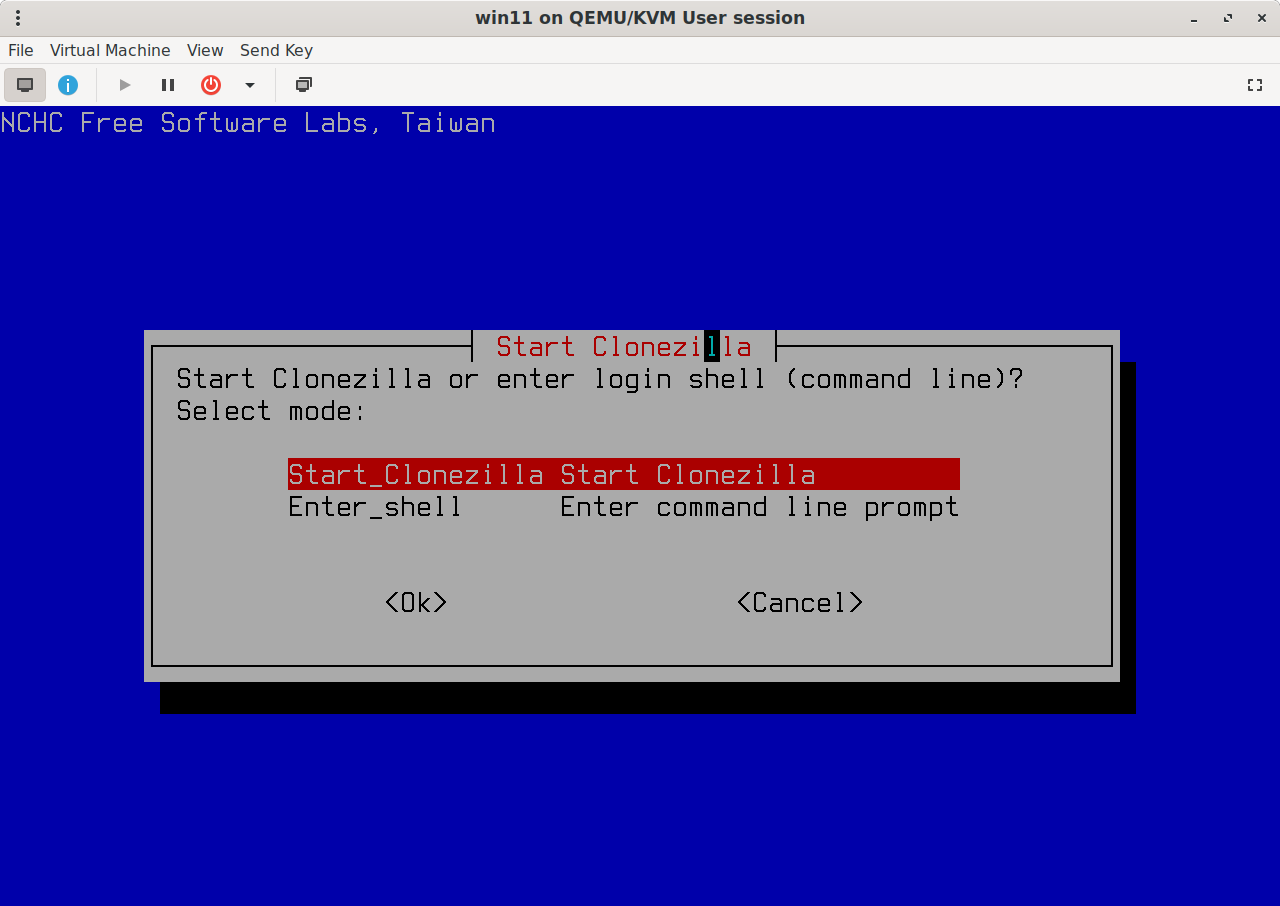 win11 on QEMU/KVM User session
File Virtual Machine View Send Key
NCHC Free Software Labs, Taiwan
Start Clonezilla
Start Clonezilla or enter login shell (command line)?
Select mode:
Start_Clonezilla Start Clonezilla
Enter_shell Enter command line prompt
<Ok> <Cancel>